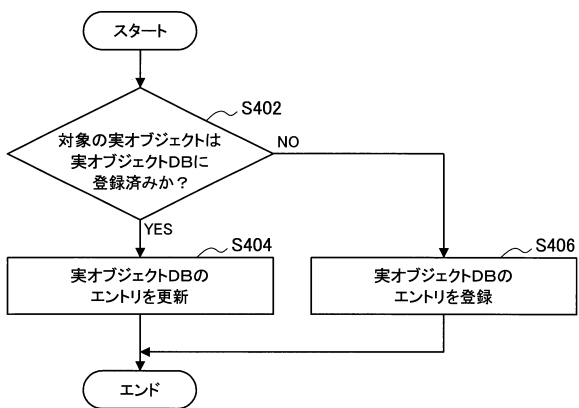 スタート
S402
対象の実オブジェクトは
実オブジェクトDBに
登録済みか？
NO
YES
S404
実オブジェクトDBの
エントリを更新
S406
実オブジェクトDBの
エントリを登録
エンド